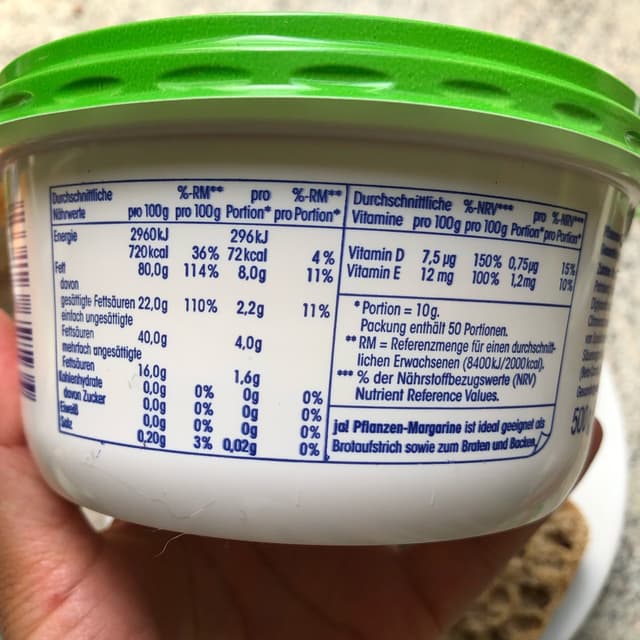 Durchschnittliche %-RM** pro %-RM**
Nährwerte pro 100g pro 100g Portion* pro Portion*
Energie 2960kJ 296kJ
720kcal 36% 72kcal 4%
Fett 80,0g 114% 8,0g 11%
davon
gesättigte Fettsäuren 22,0g 110% 2,2g 11%
einfach ungesättigte
Fettsäuren 40,0g 4,0g
mehrfach angesättigte
Fettsäuren 16,0g 1,6g
Kohlenhydrate 0,0g 0% 0g 0%
davon Zucker 0,0g 0% 0g 0%
Eiweiß 0,0g 0% 0g 0%
Salz 0,20g 3% 0,02g 0%
Durchschnittliche %-NRV*** pro %-NRV***
Vitamine pro 100g pro 100g Portion* pro Portion*
Vitamin D 7,5 µg 150% 0,75µg 15%
Vitamin E 12 mg 100% 1,2mg 10%
* Portion = 10g.
Packung enthält 50 Portionen.
** RM = Referenzmenge für einen durchschnitt-
lichen Erwachsenen (8400kJ/2000kcal).
*** % der Nährstoffbezugswerte (NRV)
Nutrient Reference Values.
ja! Pflanzen-Margarine ist ideal geeignet als
Brotaufstrich sowie zum Braten und Backen.
500